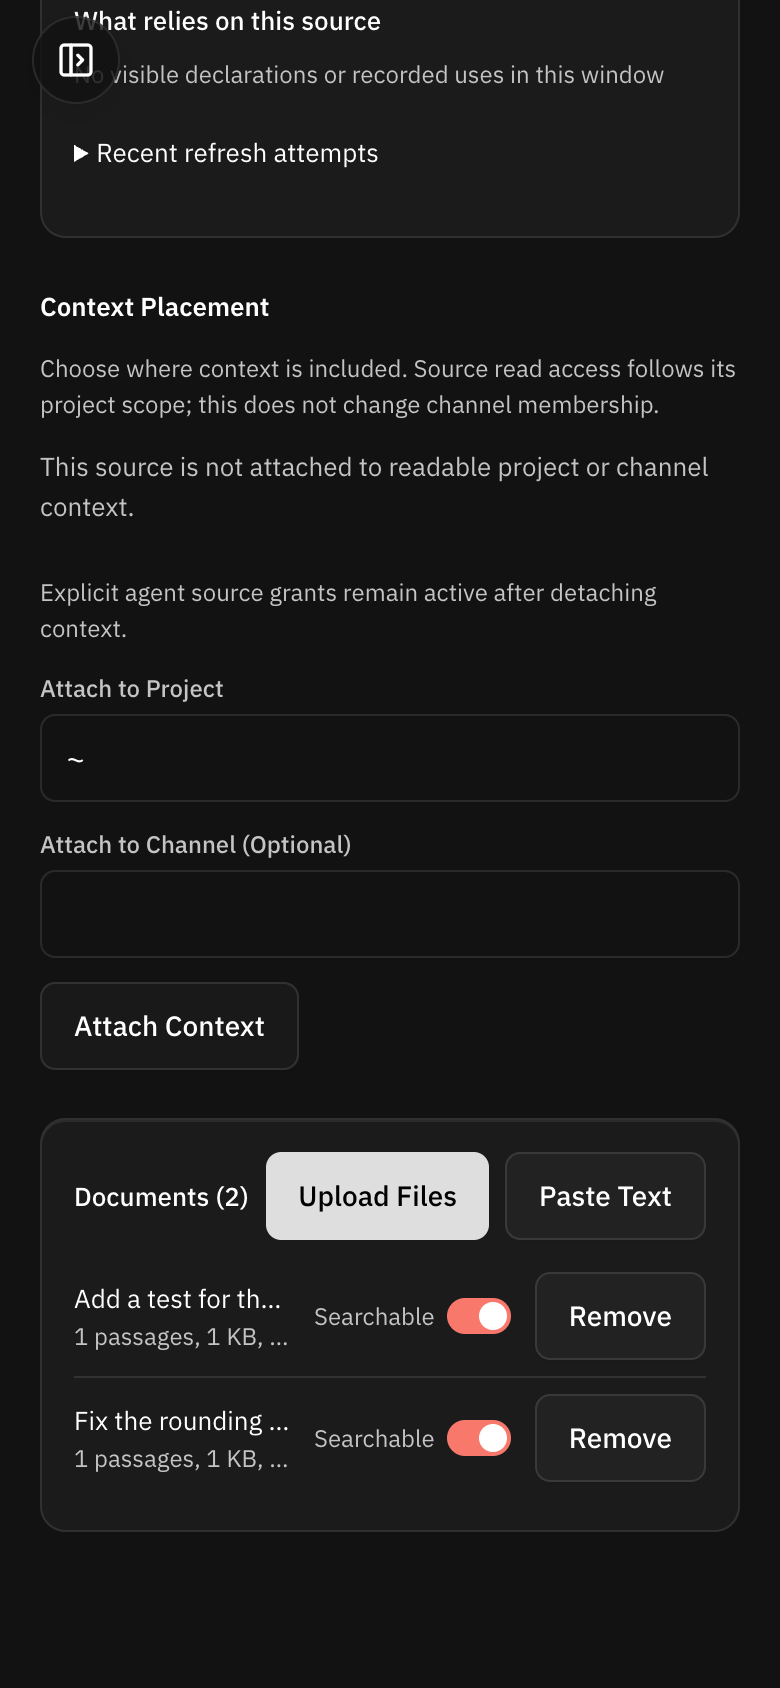 What relies on this source
No visible declarations or recorded uses in this window
Recent refresh attempts
Context Placement
Choose where context is included. Source read access follows its
project scope; this does not change channel membership.
This source is not attached to readable project or channel
context.
Explicit agent source grants remain active after detaching
context.
Attach to Project
~
Attach to Channel (Optional)
Attach Context
Documents (2)
Upload Files
Paste Text
Add a test for th...
Searchable
Remove
1 passages, 1 KB, ...
Fix the rounding ...
Searchable
Remove
1 passages, 1 KB, ...